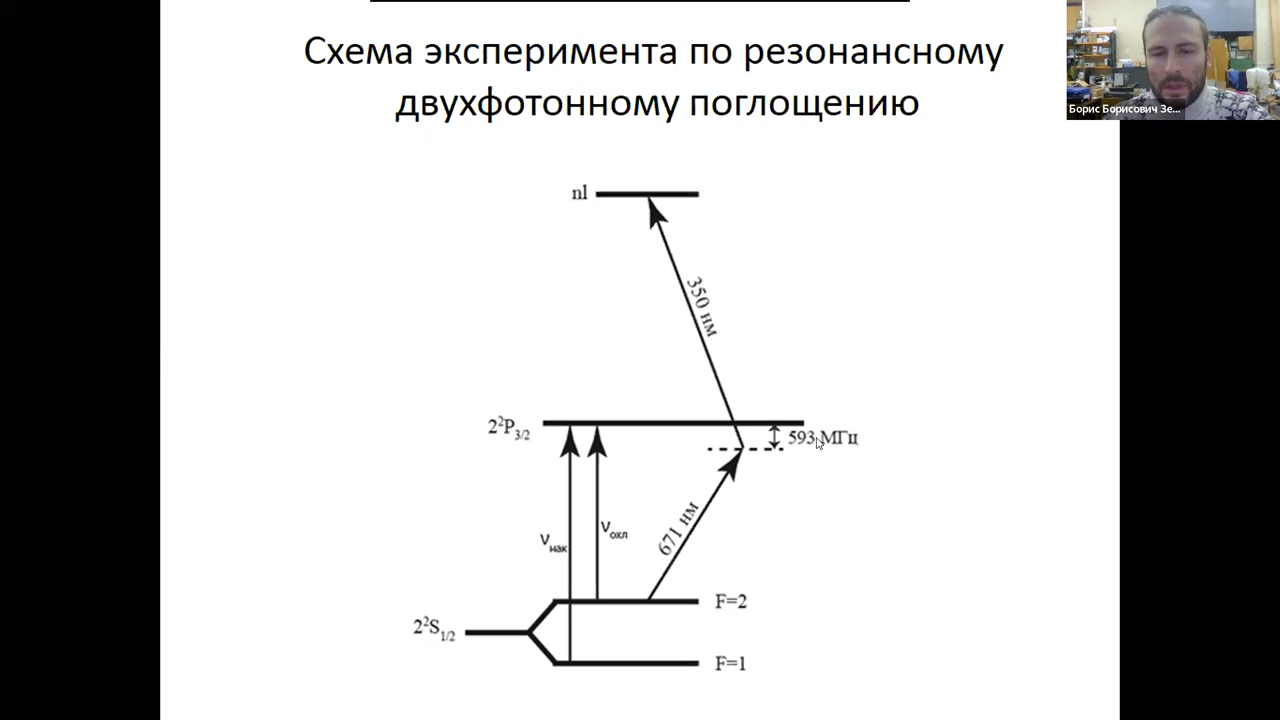 Схема эксперимента по резонансному
двухфотонному поглощению
Борис Борисович Зе...
nl
350 нм
2²P₃/₂
593 МГц
671 нм
νохл
νнак
F=2
2²S₁/₂
F=1